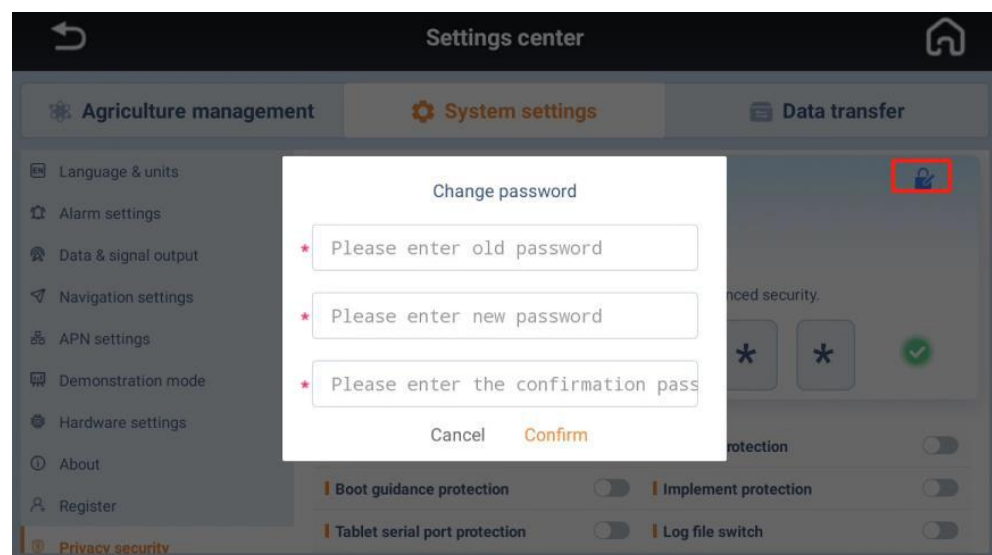 Settings center
Agriculture management
System settings
Data transfer
EN Language & units
Alarm settings
Data & signal output
Navigation settings
APN settings
Demonstration mode
Hardware settings
About
Register
Privacy security
Change password
* Please enter old password
* Please enter new password
* Please enter the confirmation pass
Cancel Confirm
nced security.
* *
rotection
Boot guidance protection
Implement protection
Tablet serial port protection
Log file switch